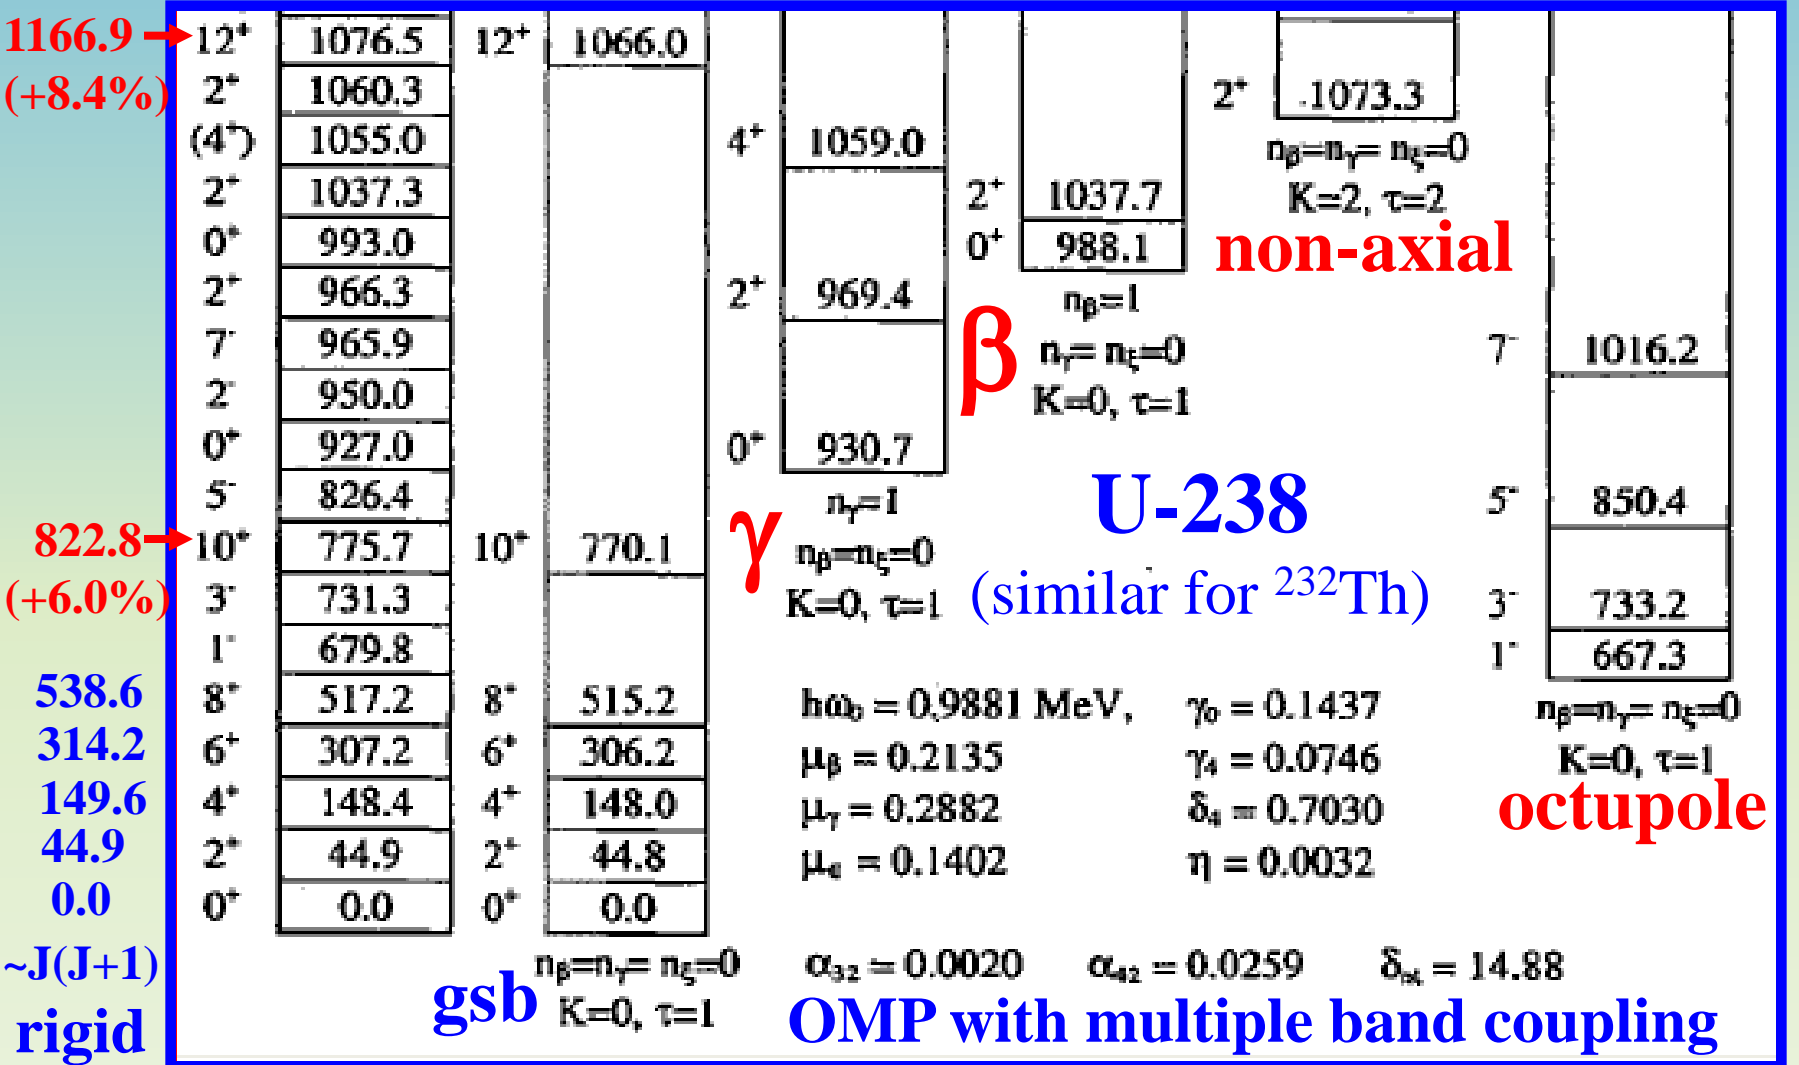 1166.9 12⁺ 1076.5 12⁺ 1066.0
(+8.4%) 2⁺ 1060.3 2⁺ 1073.3
(4⁺) 1055.0 4⁺ 1059.0 nβ=nγ= nξ=0
2⁺ 1037.3 2⁺ 1037.7 K=2, τ=2
0⁺ 993.0 0⁺ 988.1 non-axial
2⁺ 966.3 2⁺ 969.4 nβ=1
7⁻ 965.9 β nγ= nξ=0 7⁻ 1016.2
2⁻ 950.0 K=0, τ=1
0⁺ 927.0 0⁺ 930.7
5⁻ 826.4 nγ=1 U-238 5⁻ 850.4
822.8 10⁺ 775.7 10⁺ 770.1 γ nβ=nξ=0
(+6.0%) 3⁻ 731.3 K=0, τ=1 (similar for ²³²Th) 3⁻ 733.2
1⁻ 679.8 1⁻ 667.3
538.6 8⁺ 517.2 8⁺ 515.2 hω₀ = 0.9881 MeV, γ₀ = 0.1437 nβ=nγ= nξ=0
314.2 6⁺ 307.2 6⁺ 306.2 μβ = 0.2135 γ₄ = 0.0746 K=0, τ=1
149.6 4⁺ 148.4 4⁺ 148.0 μγ = 0.2882 δ₄ = 0.7030 octupole
44.9 2⁺ 44.9 2⁺ 44.8 με = 0.1402 η = 0.0032
0.0 0⁺ 0.0 0⁺ 0.0
~J(J+1) nβ=nγ= nξ=0 α₃₂ = 0.0020 α₄₂ = 0.0259 δ = 14.88
rigid gsb K=0, τ=1 OMP with multiple band coupling